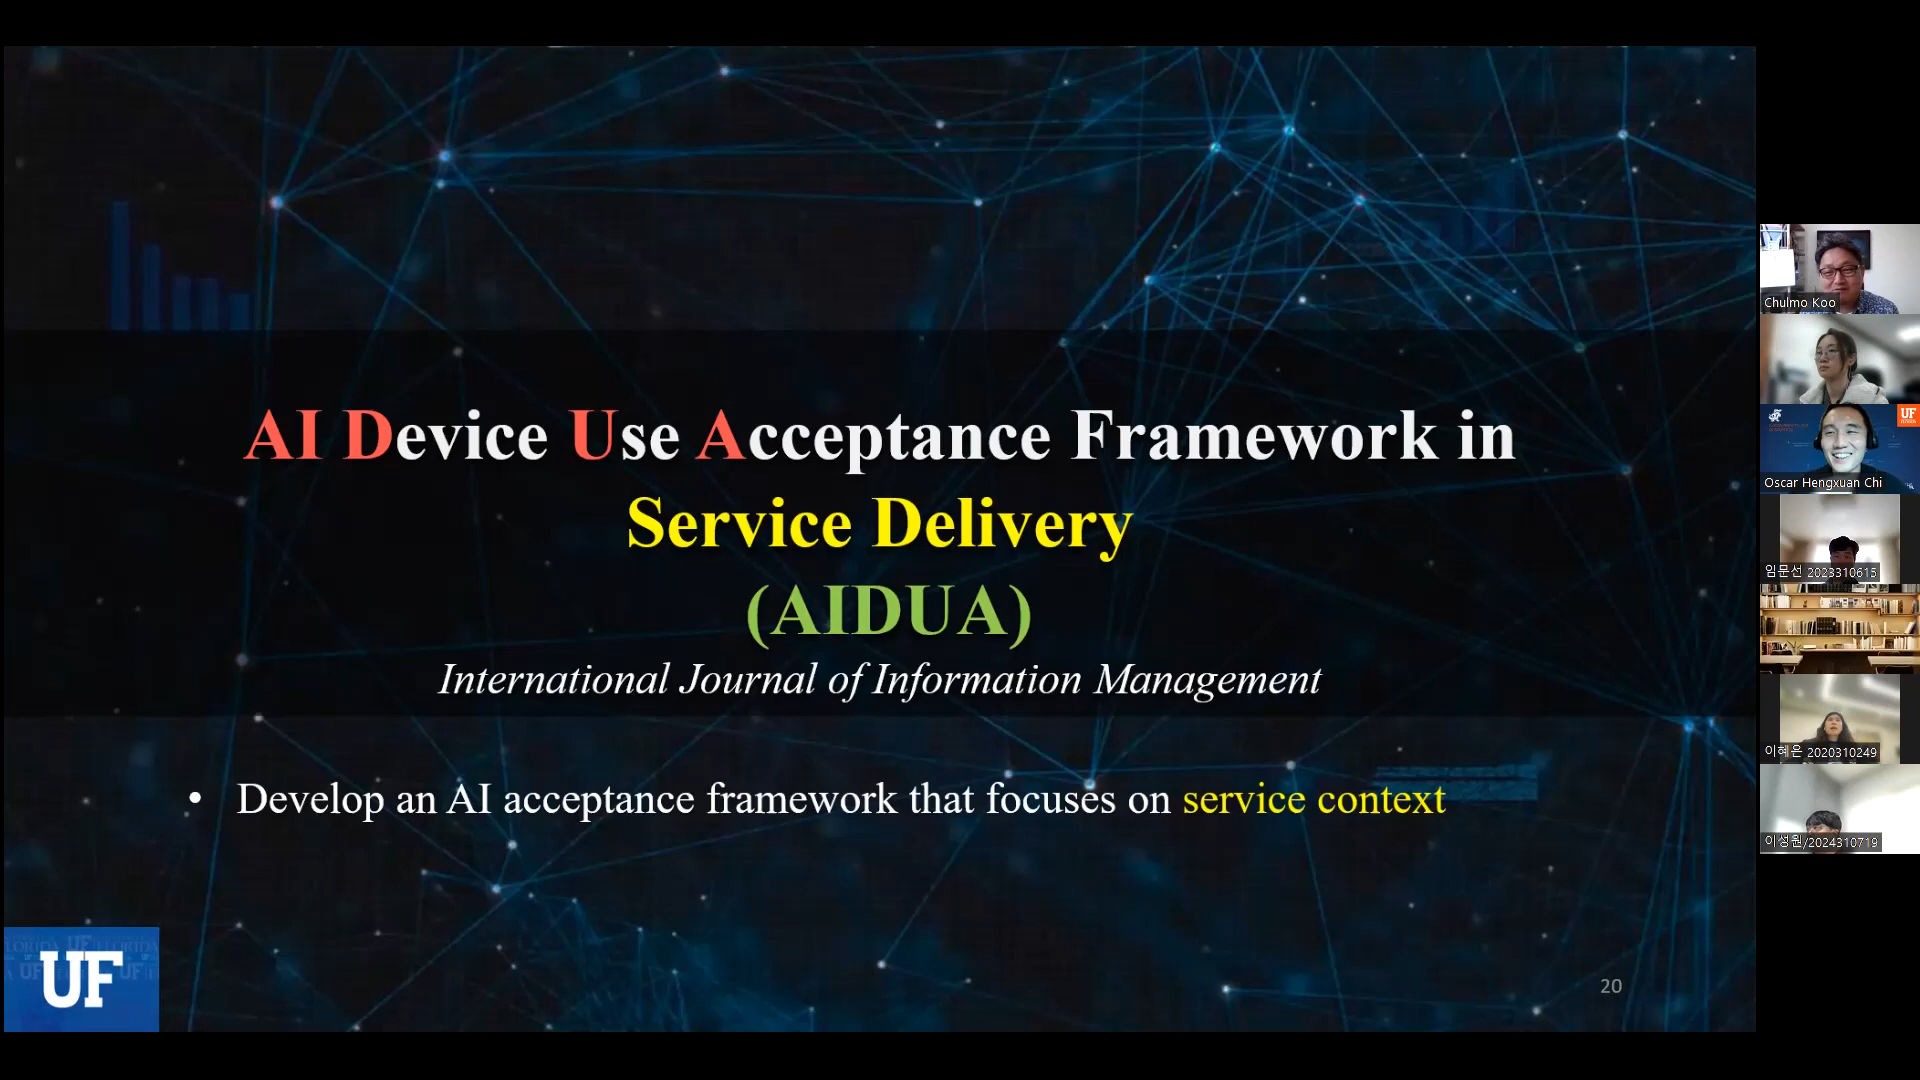 AI Device Use Acceptance Framework in
Service Delivery
(AIDUA)
International Journal of Information Management
• Develop an AI acceptance framework that focuses on service context
UF
20
Chulmo Koo
UF
Oscar Hengxuan Chi
임문선 2023310615
이혜은 2020310249
이성원/2024310719